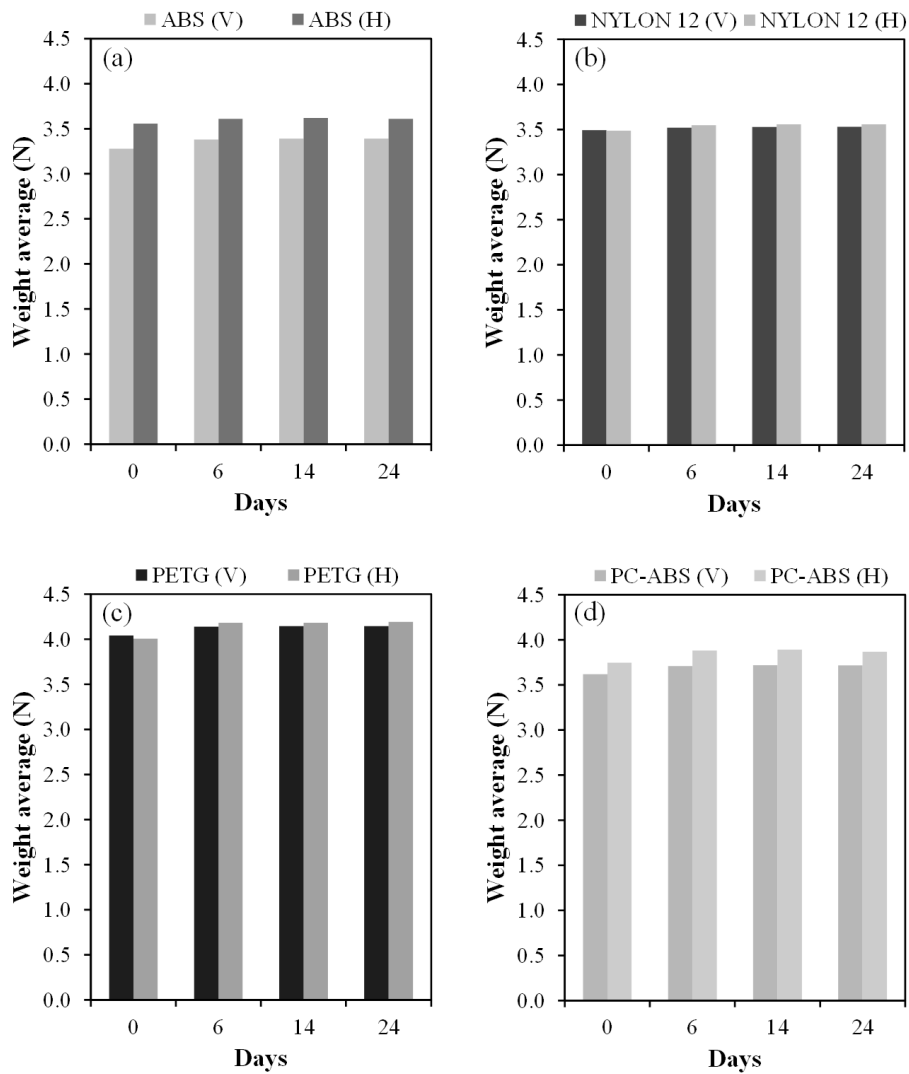 ABS (V) ABS (H)
(a)
4.5
4.0
3.5
3.0
2.5
2.0
1.5
1.0
0.5
0.0
Weight average (N)
0 6 14 24
Days
NYLON 12 (V) NYLON 12 (H)
(b)
4.5
4.0
3.5
3.0
2.5
2.0
1.5
1.0
0.5
0.0
Weight average (N)
0 6 14 24
Days
PETG (V) PETG (H)
(c)
4.5
4.0
3.5
3.0
2.5
2.0
1.5
1.0
0.5
0.0
Weight average (N)
0 6 14 24
Days
PC-ABS (V) PC-ABS (H)
(d)
4.5
4.0
3.5
3.0
2.5
2.0
1.5
1.0
0.5
0.0
Weight average (N)
0 6 14 24
Days